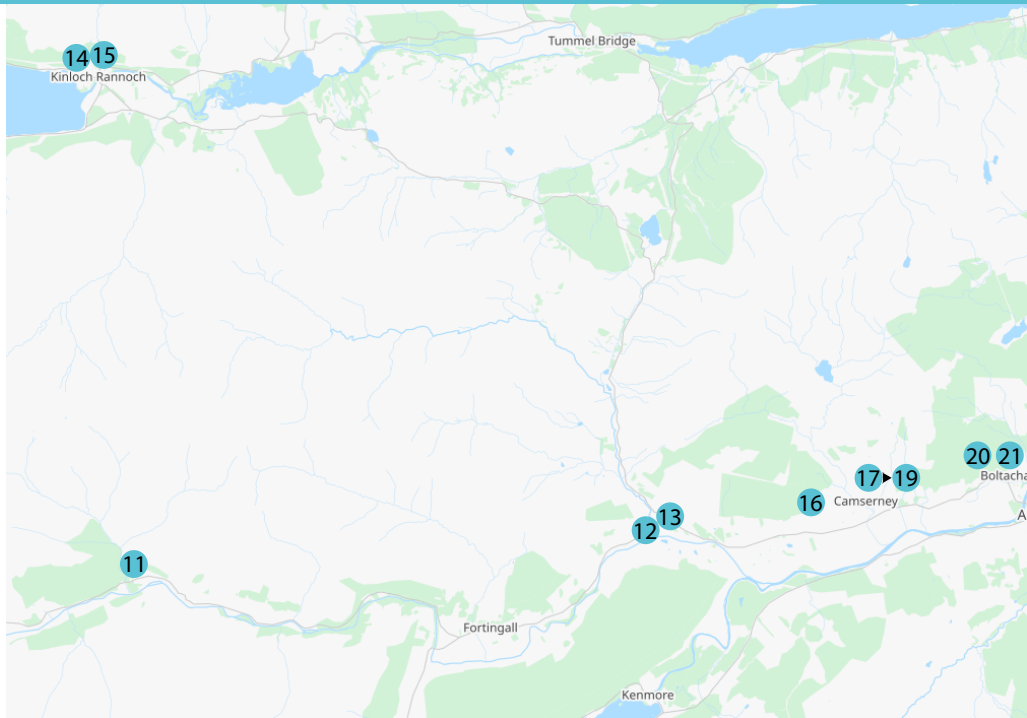 Tummel Bridge
14 15
Kinloch Rannoch
20 21
Boltacha
17 19
16
Camserney
13
12
A
11
Fortingall
Kenmore